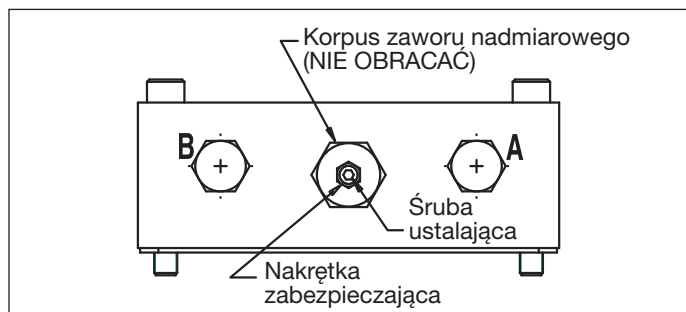 Korpus zaworu nadmiarowego
(NIE OBRACAĆ)
B
A
Śruba
ustalająca
Nakrętka
zabezpieczająca